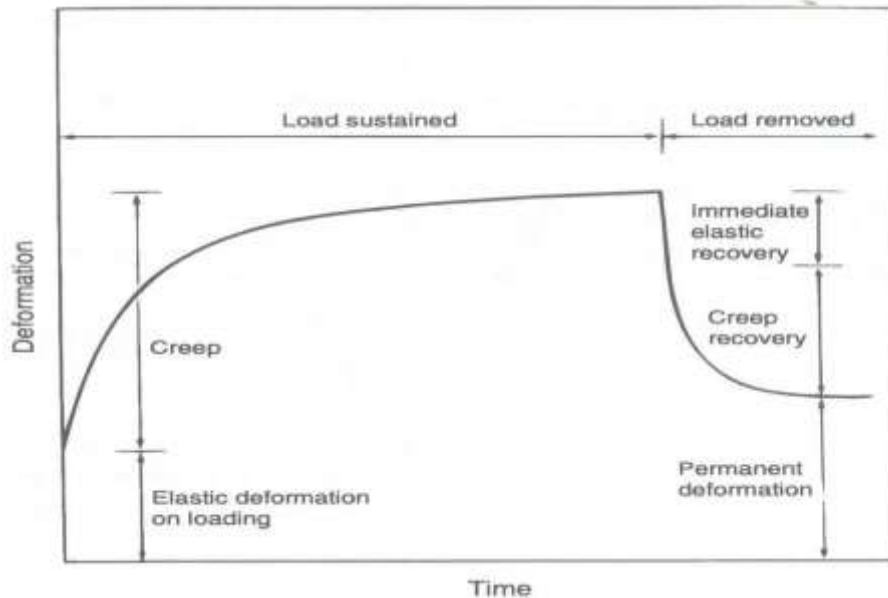 Load sustained
Load removed
Immediate
elastic
recovery
Deformation
Creep
Creep
recovery
Elastic deformation
on loading
Permanent
deformation
Time